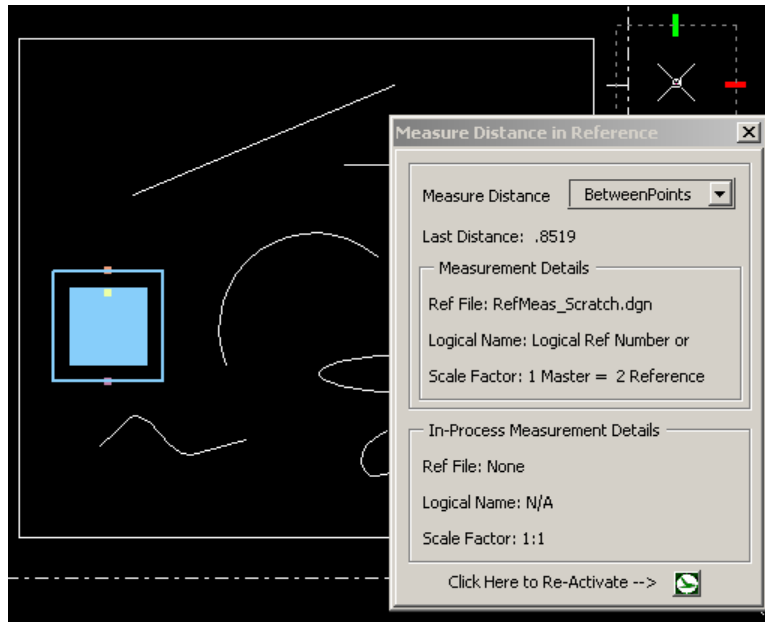 Measure Distance in Reference
Measure Distance BetweenPoints
Last Distance: .8519
Measurement Details
Ref File: RefMeas_Scratch.dgn
Logical Name: Logical Ref Number or
Scale Factor: 1 Master = 2 Reference
In-Process Measurement Details
Ref File: None
Logical Name: N/A
Scale Factor: 1:1
Click Here to Re-Activate -->